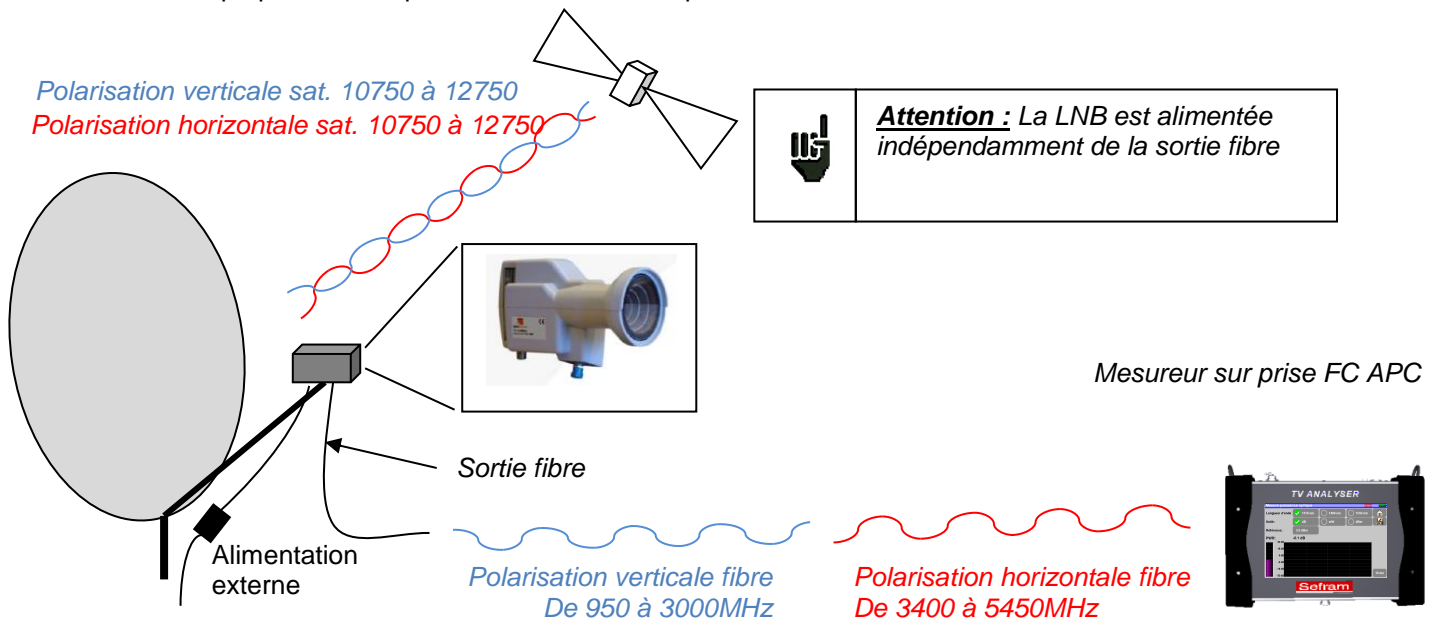 Polarisation verticale sat. 10750 à 12750
Polarisation horizontale sat. 10750 à 12750
Attention : La LNB est alimentée
indépendamment de la sortie fibre
Mesureur sur prise FC APC
Sortie fibre
Alimentation
externe
Polarisation verticale fibre
De 950 à 3000MHz
Polarisation horizontale fibre
De 3400 à 5450MHz
TV ANALYSER
Sefram